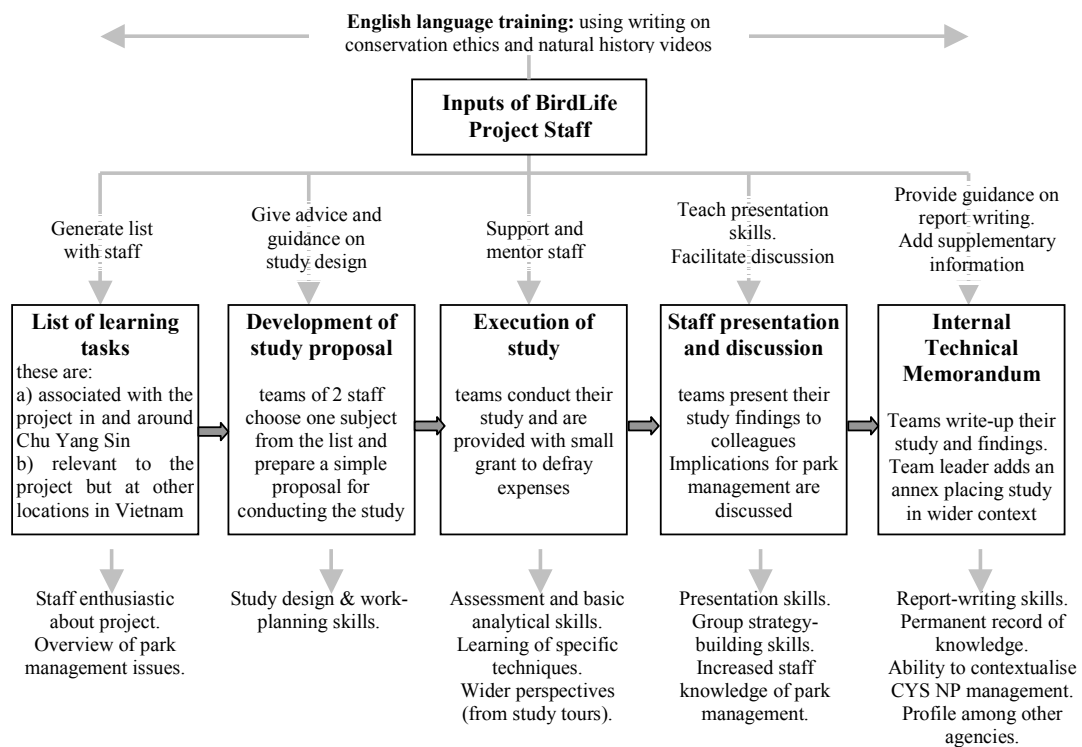 English language training: using writing on
conservation ethics and natural history videos
Inputs of BirdLife
Project Staff
Generate list
with staff
Give advice and
guidance on
study design
Support and
mentor staff
Teach presentation
skills.
Facilitate discussion
Provide guidance on
report writing.
Add supplementary
information
List of learning
tasks
these are:
a) associated with the
project in and around
Chu Yang Sin
b) relevant to the
project but at other
locations in Vietnam
Development of
study proposal
teams of 2 staff
choose one subject
from the list and
prepare a simple
proposal for
conducting the study
Execution of
study
teams conduct their
study and are
provided with small
grant to defray
expenses
Staff presentation
and discussion
teams present their
study findings to
colleagues
Implications for park
management are
discussed
Internal
Technical
Memorandum
Teams write-up their
study and findings.
Team leader adds an
annex placing study
in wider context
Staff enthusiastic
about project.
Overview of park
management issues.
Study design & work-
planning skills.
Assessment and basic
analytical skills.
Learning of specific
techniques.
Wider perspectives
(from study tours).
Presentation skills.
Group strategy-
building skills.
Increased staff
knowledge of park
management.
Report-writing skills.
Permanent record of
knowledge.
Ability to contextualise
CYS NP management.
Profile among other
agencies.